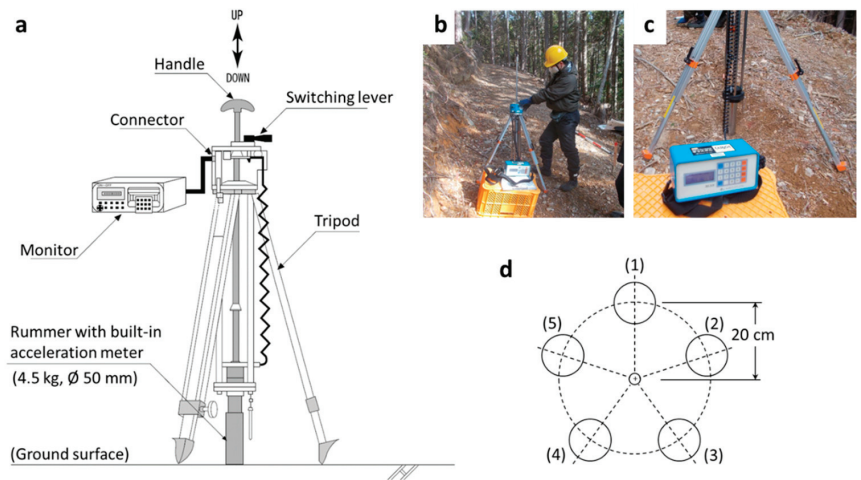 a
UP
DOWN
Handle
Switching lever
Connector
Monitor
Tripod
Rummer with built-in
acceleration meter
(4.5 kg, Ø 50 mm)
(Ground surface)
b
c
d
(1)
(2)
(3)
(4)
(5)
20 cm